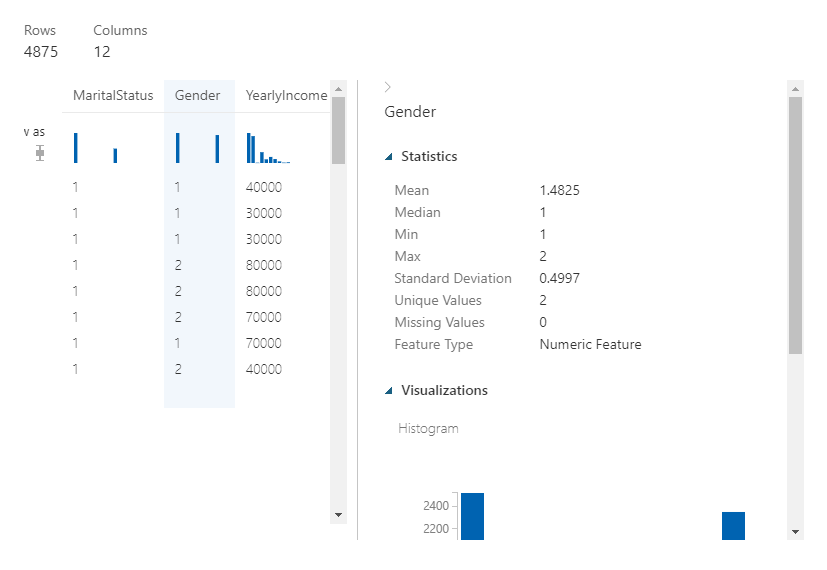 Rows Columns
4875 12
MaritalStatus Gender YearlyIncome
v as
1 1 40000
1 1 30000
1 1 30000
1 2 80000
1 2 80000
1 2 70000
1 1 70000
1 2 40000
Gender
Statistics
Mean 1.4825
Median 1
Min 1
Max 2
Standard Deviation 0.4997
Unique Values 2
Missing Values 0
Feature Type Numeric Feature
Visualizations
Histogram
2400
2200